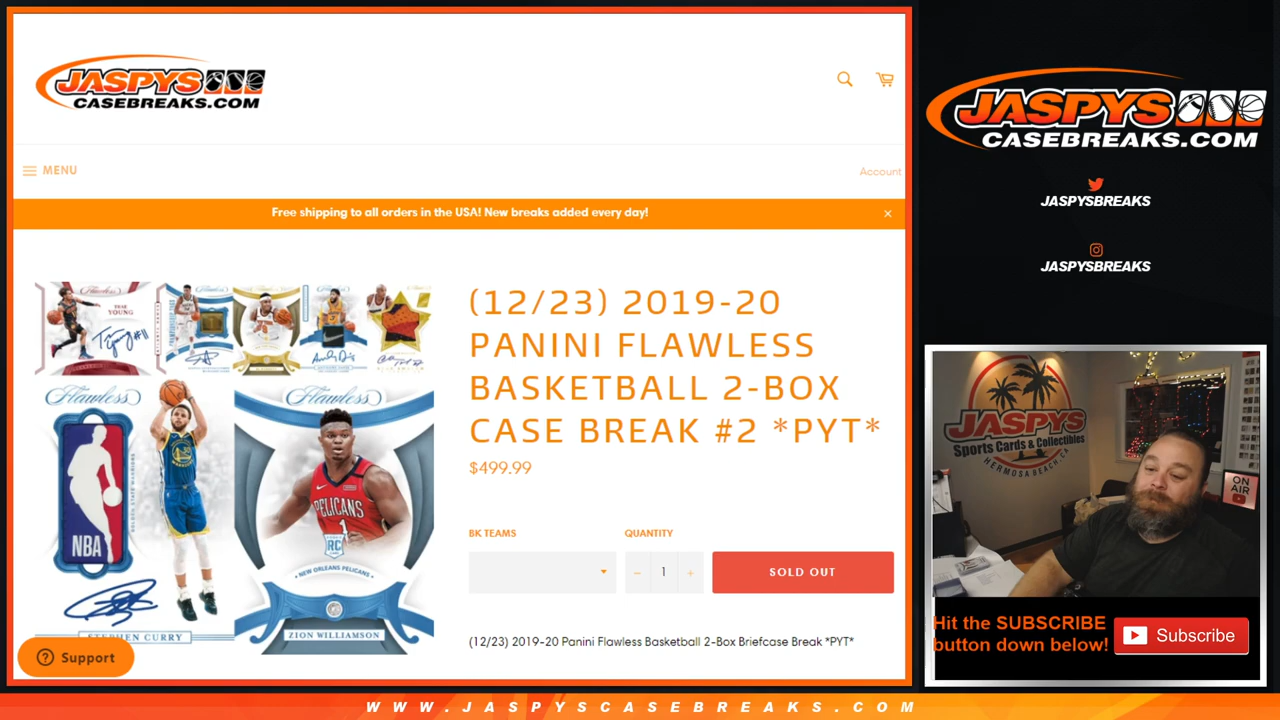 JASPYS
CASEBREAKS.COM
MENU
Account
Free shipping to all orders in the USA! New breaks added every day!
(12/23) 2019-20
PANINI FLAWLESS
BASKETBALL 2-BOX
CASE BREAK #2 *PYT*
$499.99
BK TEAMS
QUANTITY
1
SOLD OUT
(12/23) 2019-20 Panini Flawless Basketball 2-Box Briefcase Break *PYT*
Flawless
TRAE
YOUNG
Flawless
Flawless
NBA
STEPHEN CURRY
PELICANS
1
RC
NEW ORLEANS PELICANS
ZION WILLIAMSON
Support
JASPYS
CASEBREAKS.COM
JASPYSBREAKS
JASPYSBREAKS
JASPYS
Sports Cards & Collectibles
HERMOSA BEACH, CA
ON
AIR
Hit the SUBSCRIBE
button down below!
Subscribe
WWW.JASPYSCASEBREAKS.COM